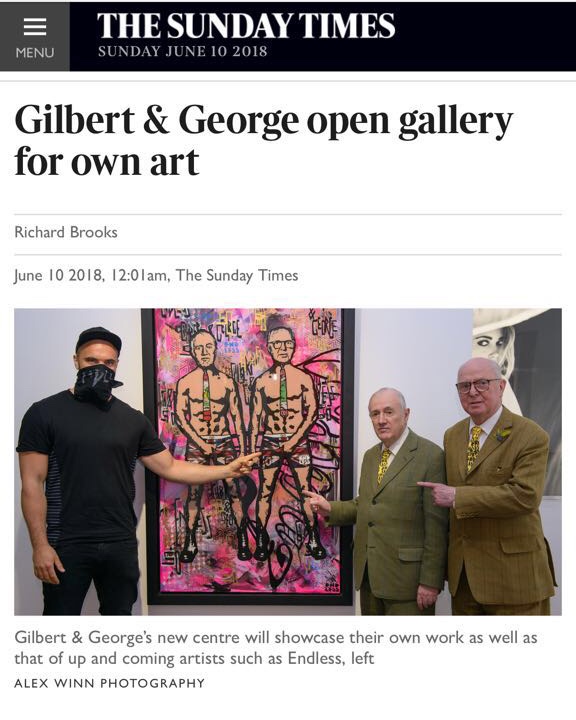 MENU
THE SUNDAY TIMES
SUNDAY JUNE 10 2018
Gilbert & George open gallery
for own art
Richard Brooks
June 10 2018, 12:01am, The Sunday Times
Gilbert & George's new centre will showcase their own work as well as
that of up and coming artists such as Endless, left
ALEX WINN PHOTOGRAPHY